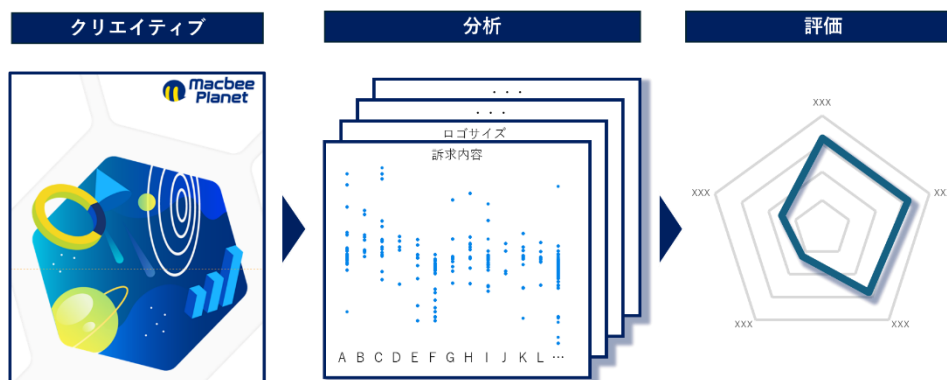 クリエイティブ
分析
評価
Macbee
Planet
. . .
. . .
ロゴサイズ
訴求内容
A B C D E F G H I J K L …
XXX
XXX
XXX
XXX
XXX